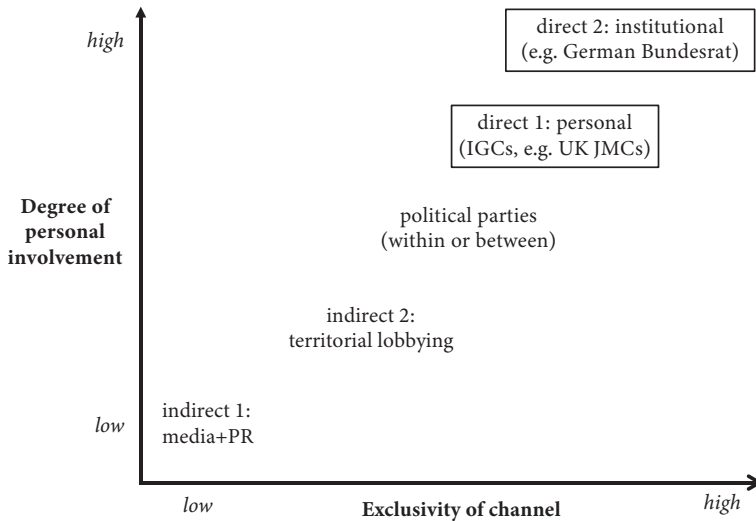 high
direct 2: institutional
(e.g. German Bundesrat)
direct 1: personal
(IGCs, e.g. UK JMCs)
Degree of
personal
involvement
political parties
(within or between)
indirect 2:
territorial lobbying
low
indirect 1:
media+PR
low
Exclusivity of channel
high